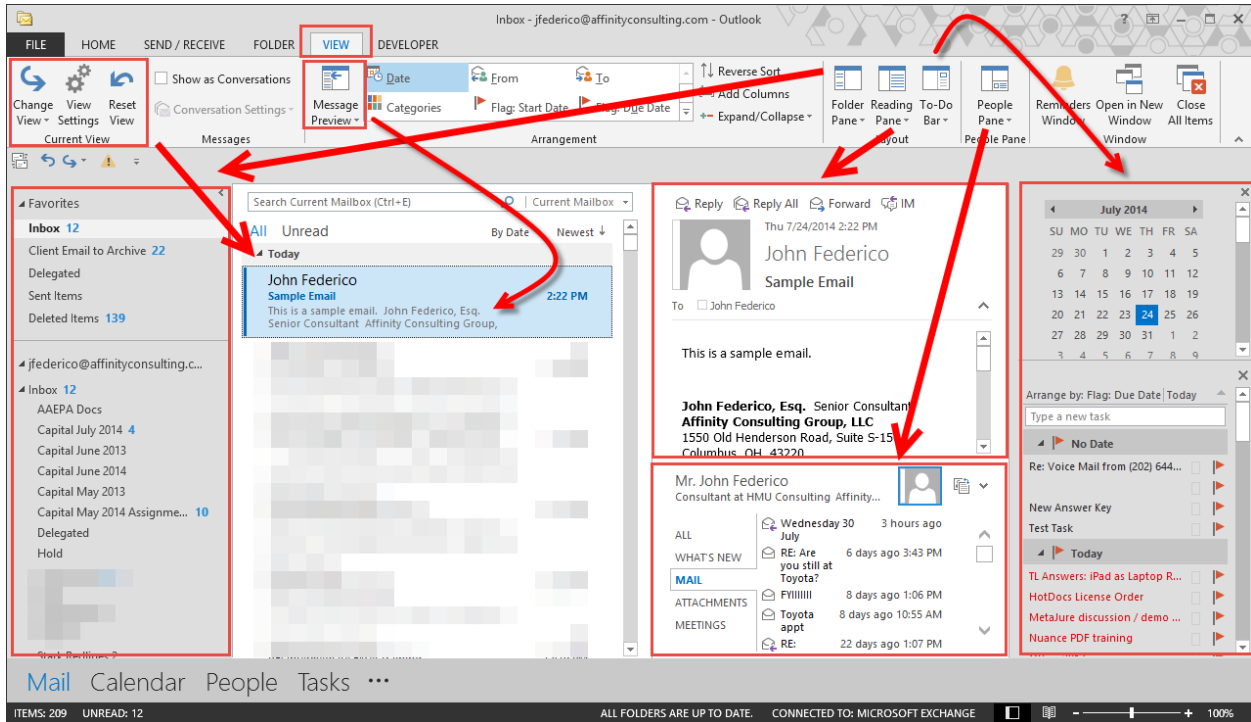 Inbox - jfederico@affinityconsulting.com - Outlook
FILE HOME SEND / RECEIVE FOLDER VIEW DEVELOPER
Change View
View Settings
Reset View
Current View
Show as Conversations
Conversation Settings
Messages
Message Preview
Date
From
To
Categories
Flag: Start Date
Flag: Due Date
Reverse Sort
Add Columns
Expand/Collapse
Arrangement
Folder Pane
Reading Pane
To-Do Bar
Layout
People Pane
People Pane
Reminders Window
Open in New Window
Close All Items
Window
Favorites
Inbox 12
Client Email to Archive 22
Delegated
Sent Items
Deleted Items 139
jfederico@affinityconsulting.c...
Inbox 12
AAEPA Docs
Capital July 2014 4
Capital June 2013
Capital June 2014
Capital May 2013
Capital May 2014 Assignme... 10
Delegated
Hold
Search Current Mailbox (Ctrl+E) Current Mailbox
All Unread By Date Newest ↓
Today
John Federico
Sample Email 2:22 PM
This is a sample email. John Federico, Esq.
Senior Consultant Affinity Consulting Group,
Reply Reply All Forward IM
Thu 7/24/2014 2:22 PM
John Federico
Sample Email
To John Federico
This is a sample email.
John Federico, Esq. Senior Consultant
Affinity Consulting Group, LLC
1550 Old Henderson Road, Suite S-15
Columbus, OH 43220
Mr. John Federico
Consultant at HMU Consulting Affinity...
ALL
WHAT'S NEW
MAIL
ATTACHMENTS
MEETINGS
Wednesday 30 July 3 hours ago
RE: Are you still at Toyota? 6 days ago 3:43 PM
FYIIIIIII 8 days ago 1:06 PM
Toyota appt 8 days ago 10:55 AM
RE: 22 days ago 1:07 PM
July 2014
SU MO TU WE TH FR SA
29 30 1 2 3 4 5
6 7 8 9 10 11 12
13 14 15 16 17 18 19
20 21 22 23 24 25 26
27 28 29 30 31 1 2
3 4 5 6 7 8 9
Arrange by: Flag: Due Date Today
Type a new task
No Date
Re: Voice Mail from (202) 644...
New Answer Key
Test Task
Today
TL Answers: iPad as Laptop R...
HotDocs License Order
MetaJure discussion / demo ...
Nuance PDF training
Mail Calendar People Tasks •••
ITEMS: 209 UNREAD: 12 ALL FOLDERS ARE UP TO DATE. CONNECTED TO: MICROSOFT EXCHANGE 100%